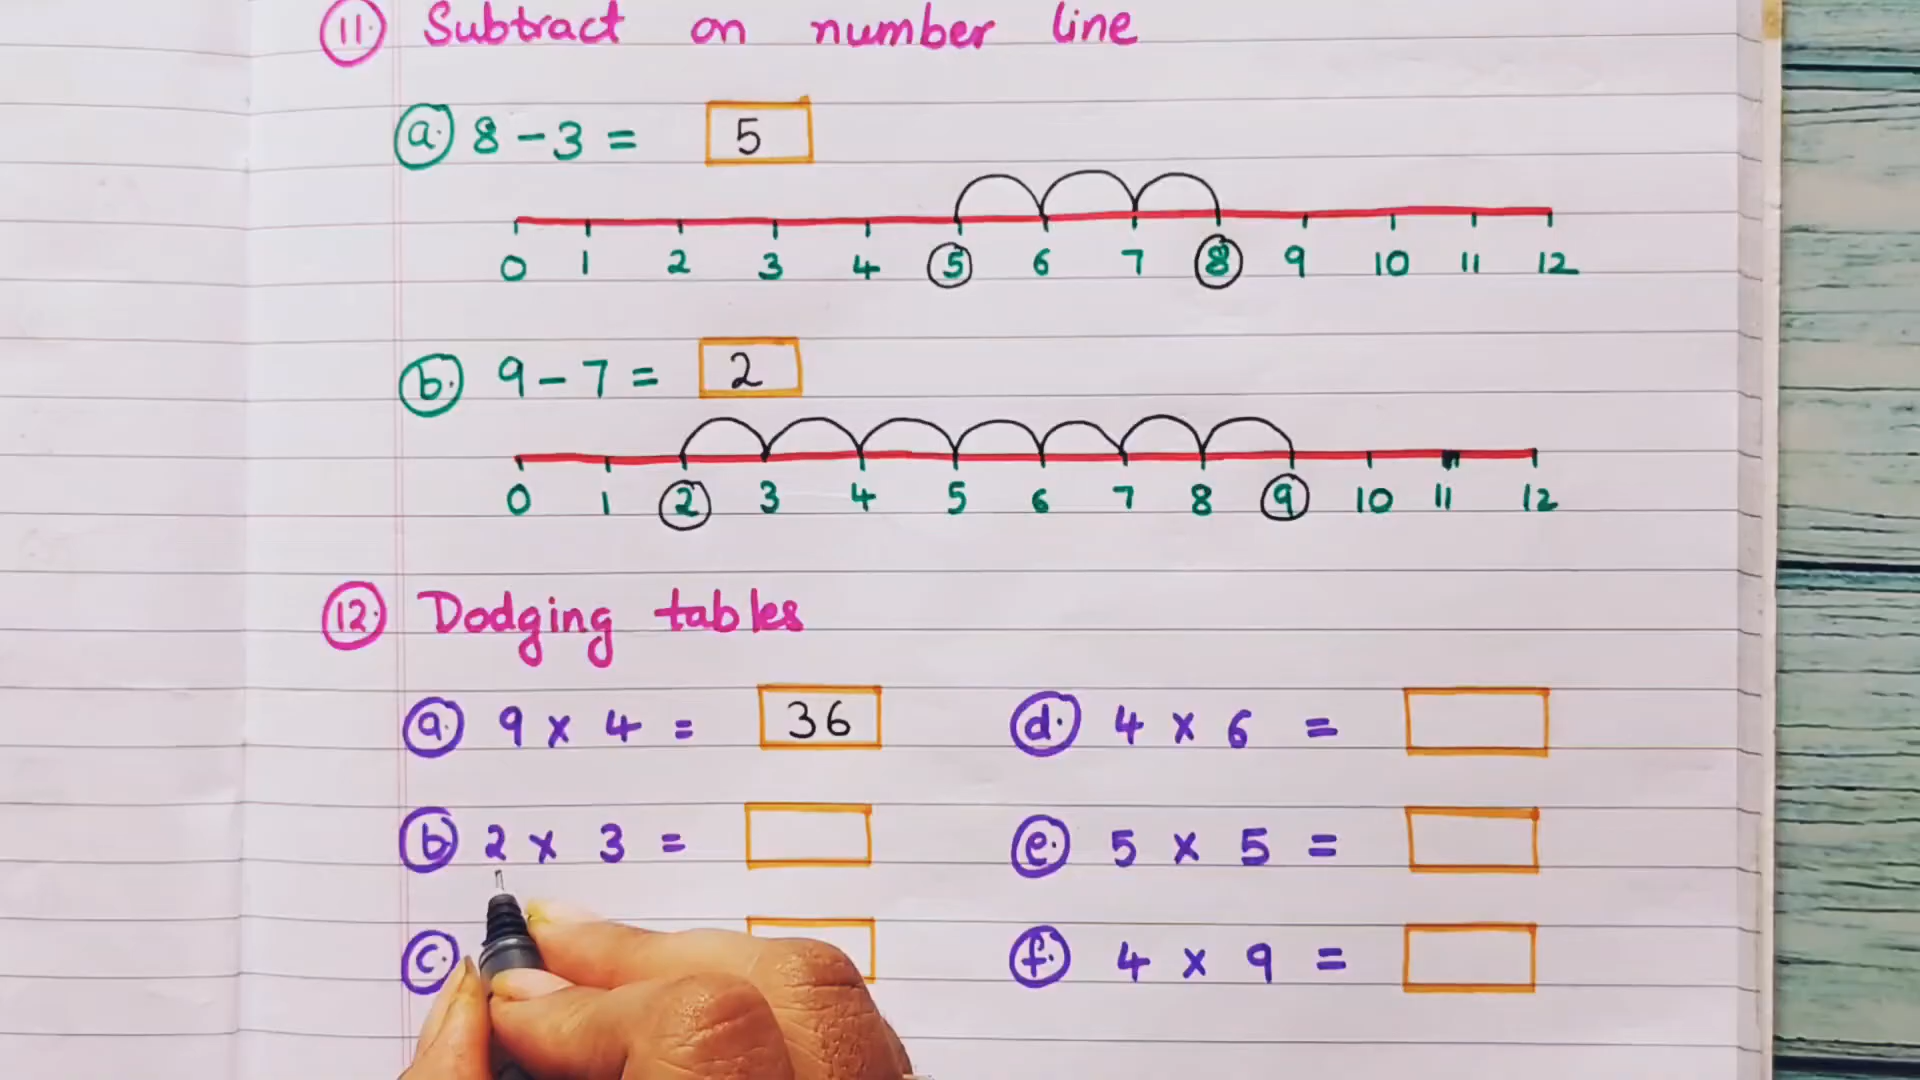 11. Subtract on number line
a. 8 - 3 = 5
0 1 2 3 4 5 6 7 8 9 10 11 12
b. 9 - 7 = 2
0 1 2 3 4 5 6 7 8 9 10 11 12
12. Dodging tables
a. 9 x 4 = 36
d. 4 x 6 =
b. 2 x 3 =
e. 5 x 5 =
c.
f. 4 x 9 =